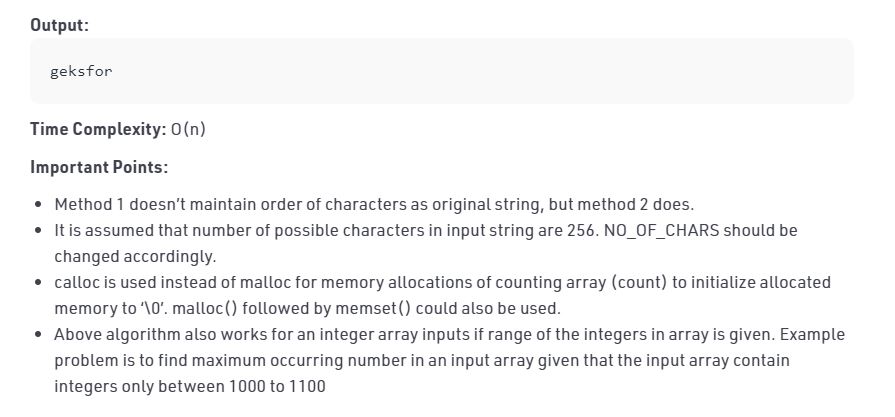 Output:
geksfor
Time Complexity: O(n)
Important Points:
• Method 1 doesn’t maintain order of characters as original string, but method 2 does.
• It is assumed that number of possible characters in input string are 256. NO_OF_CHARS should be
changed accordingly.
• calloc is used instead of malloc for memory allocations of counting array (count) to initialize allocated
memory to ‘\0’. malloc() followed by memset() could also be used.
• Above algorithm also works for an integer array inputs if range of the integers in array is given. Example
problem is to find maximum occurring number in an input array given that the input array contain
integers only between 1000 to 1100